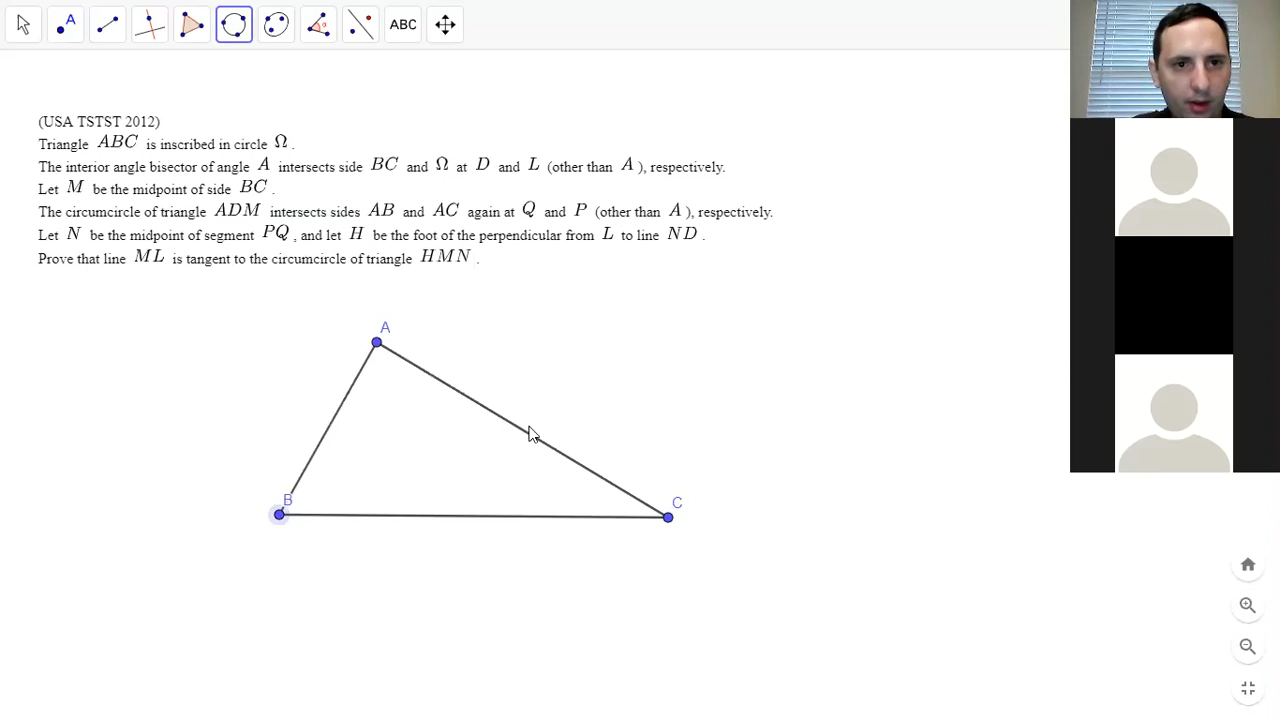 A
ABC
(USA TSTST 2012)
Triangle ABC is inscribed in circle Ω .
The interior angle bisector of angle A intersects side BC and Ω at D and L (other than A ), respectively.
Let M be the midpoint of side BC .
The circumcircle of triangle ADM intersects sides AB and AC again at Q and P (other than A ), respectively.
Let N be the midpoint of segment PQ , and let H be the foot of the perpendicular from L to line ND .
Prove that line ML is tangent to the circumcircle of triangle HMN .
A
B
C